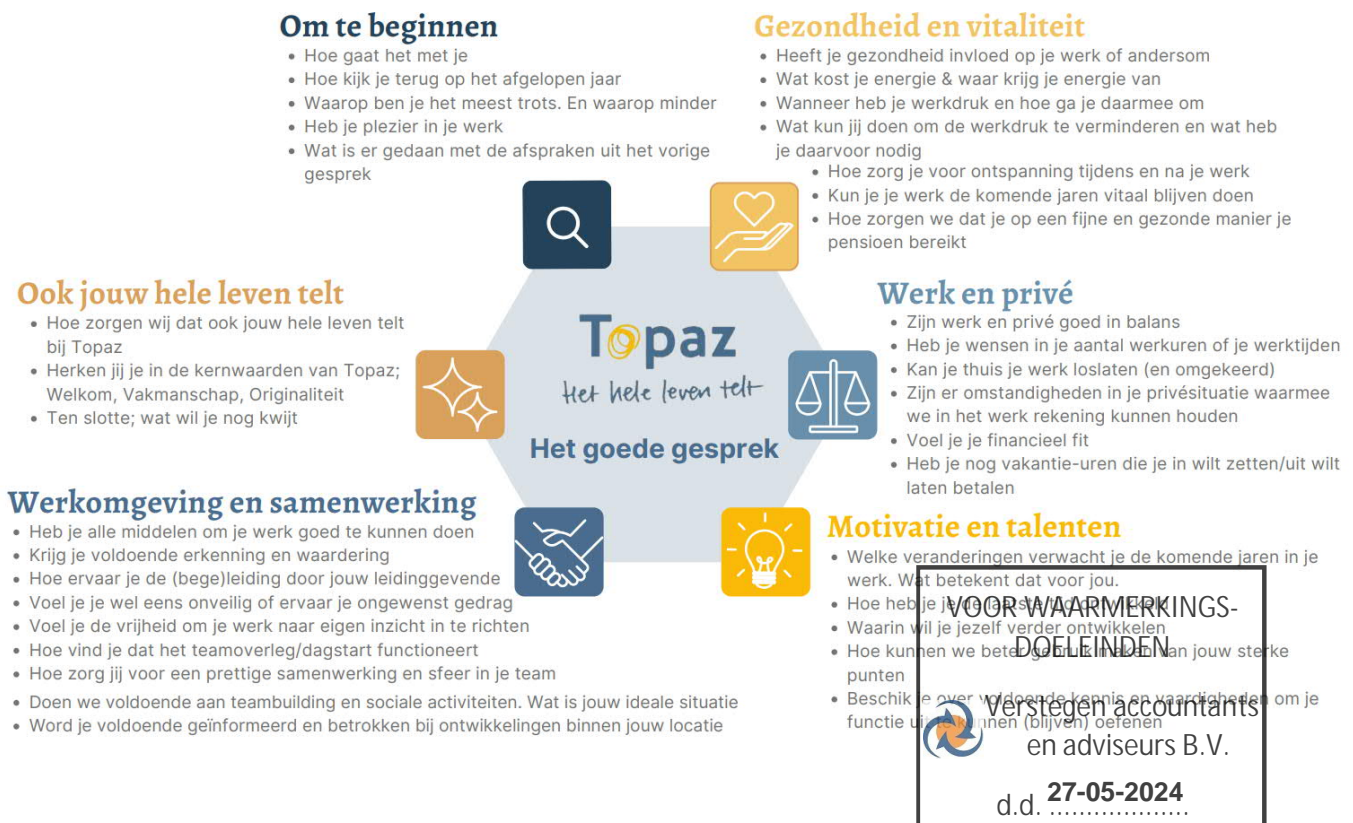 Om te beginnen
• Hoe gaat het met je
• Hoe kijk je terug op het afgelopen jaar
• Waarop ben je het meest trots. En waarop minder
• Heb je plezier in je werk
• Wat is er gedaan met de afspraken uit het vorige
gesprek
Gezondheid en vitaliteit
• Heeft je gezondheid invloed op je werk of andersom
• Wat kost je energie & waar krijg je energie van
• Wanneer heb je werkdruk en hoe ga je daarmee om
• Wat kun jij doen om de werkdruk te verminderen en wat heb
je daarvoor nodig
• Hoe zorg je voor ontspanning tijdens en na je werk
• Kun je je werk de komende jaren vitaal blijven doen
• Hoe zorgen we dat je op een fijne en gezonde manier je
pensioen bereikt
Ook jouw hele leven telt
• Hoe zorgen wij dat ook jouw hele leven telt
bij Topaz
• Herken jij je in de kernwaarden van Topaz;
Welkom, Vakmanschap, Originaliteit
• Ten slotte; wat wil je nog kwijt
Topaz
Het hele leven telt
Het goede gesprek
Werk en privé
• Zijn werk en privé goed in balans
• Heb je wensen in je aantal werkuren of je werktijden
• Kan je thuis je werk loslaten (en omgekeerd)
• Zijn er omstandigheden in je privésituatie waarmee
we in het werk rekening kunnen houden
• Voel je je financieel fit
• Heb je nog vakantie-uren die je in wilt zetten/uit wilt
laten betalen
Werkomgeving en samenwerking
• Heb je alle middelen om je werk goed te kunnen doen
• Krijg je voldoende erkenning en waardering
• Hoe ervaar je de (bege)leiding door jouw leidinggevende
• Voel je je wel eens onveilig of ervaar je ongewenst gedrag
• Voel je de vrijheid om je werk naar eigen inzicht in te richten
• Hoe vind je dat het teamoverleg/dagstart functioneert
• Hoe zorg jij voor een prettige samenwerking en sfeer in je team
• Doen we voldoende aan teambuilding en sociale activiteiten. Wat is jouw ideale situatie
• Word je voldoende geïnformeerd en betrokken bij ontwikkelingen binnen jouw locatie
Motivatie en talenten
• Welke veranderingen verwacht je de komende jaren in je
werk. Wat betekent dat voor jou.
• Hoe heb je je de laatste tijd ontwikkeld
• Waarin wil je jezelf verder ontwikkelen
• Hoe kunnen we beter gebruik maken van jouw sterke
punten
• Beschik je over voldoende kennis en vaardigheden om je
functie uit te kunnen (blijven) oefenen
VOOR WAARMERKINGS-
DOELEINDEN
Verstegen accountants
en adviseurs B.V.
d.d. 27-05-2024